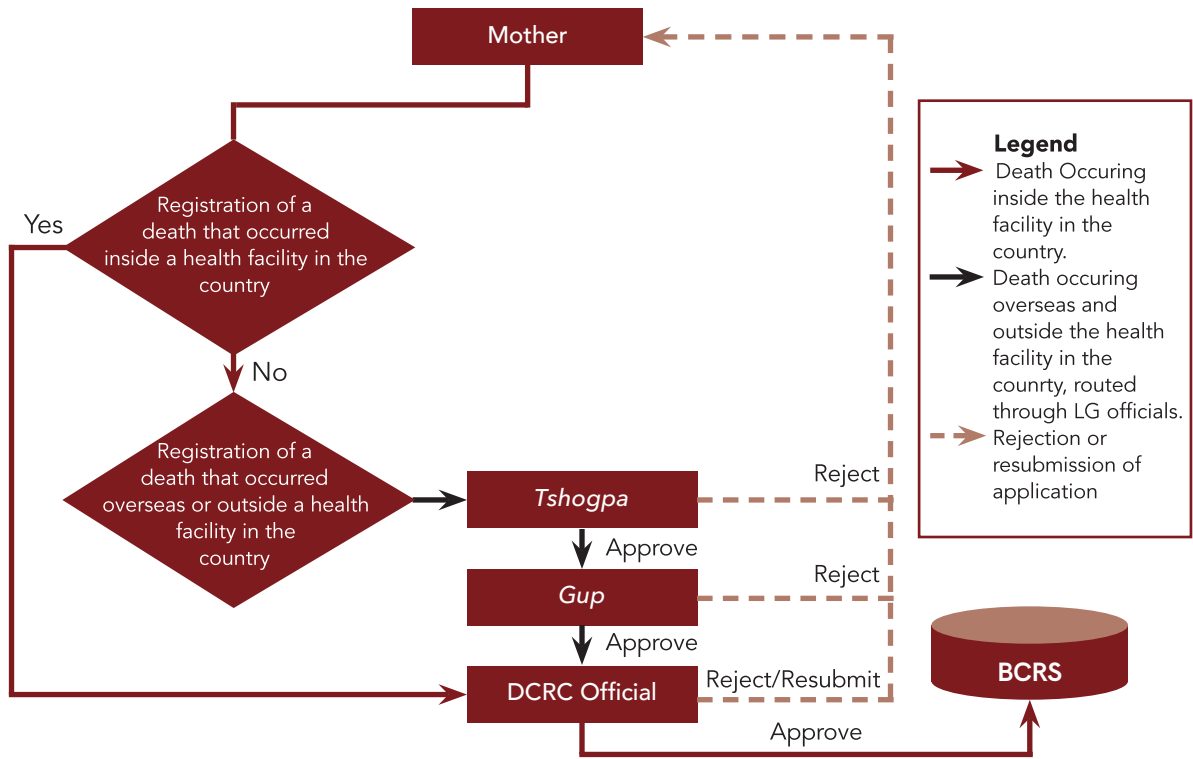 Mother
Legend
Death Occuring
inside the health
facility in the
country.
Death occuring
overseas and
outside the health
facility in the
counrty, routed
through LG officials.
Rejection or
resubmission of
application
Yes
Registration of a
death that occurred
inside a health facility in the
country
No
Registration of a
death that occurred
overseas or outside a health
facility in the
country
Tshogpa
Reject
Approve
Gup
Reject
Approve
DCRC Official
Reject/Resubmit
Approve
BCRS